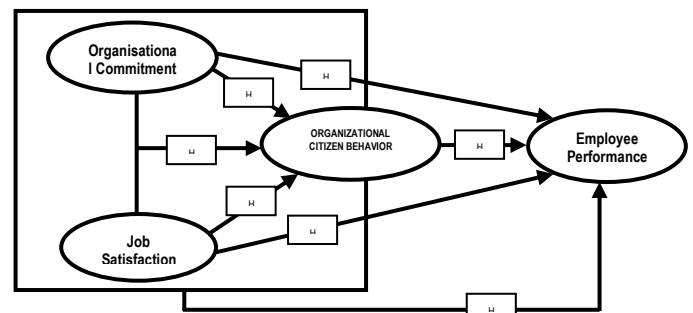 Organisationa
l Commitment
H
H
ORGANIZATIONAL
CITIZEN BEHAVIOR
H
H
Employee
Performance
H
H
Job
Satisfaction
H